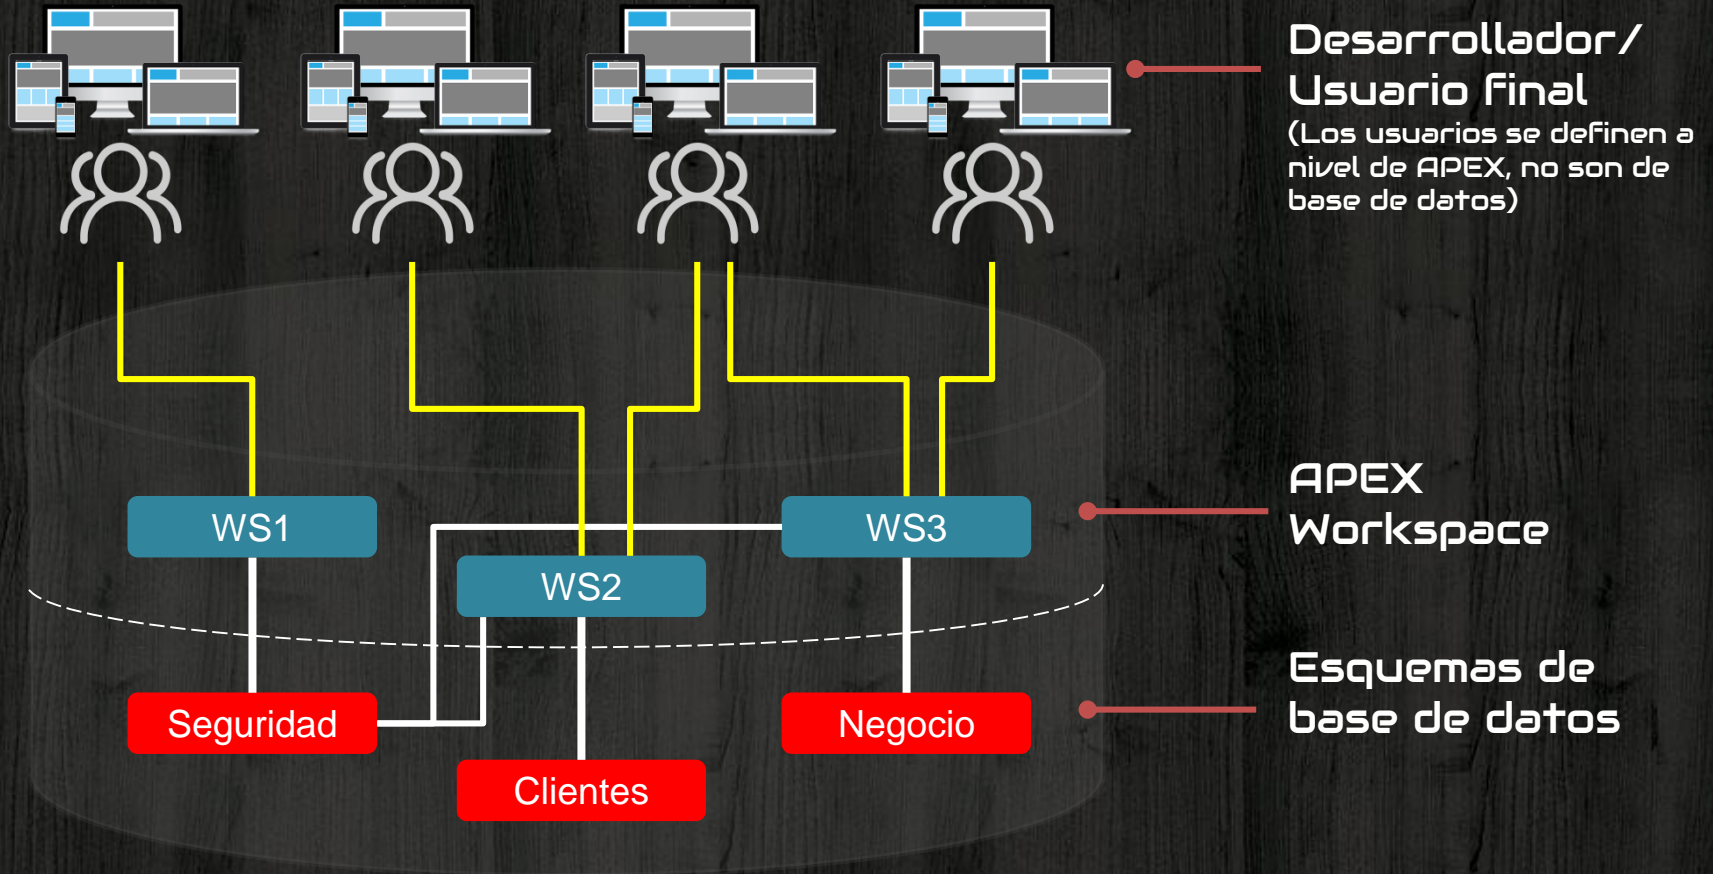 Desarrollador/
Usuario final
(Los usuarios se definen a
nivel de APEX, no son de
base de datos)
WS1
WS2
WS3
APEX
Workspace
Seguridad
Clientes
Negocio
Esquemas de
base de datos